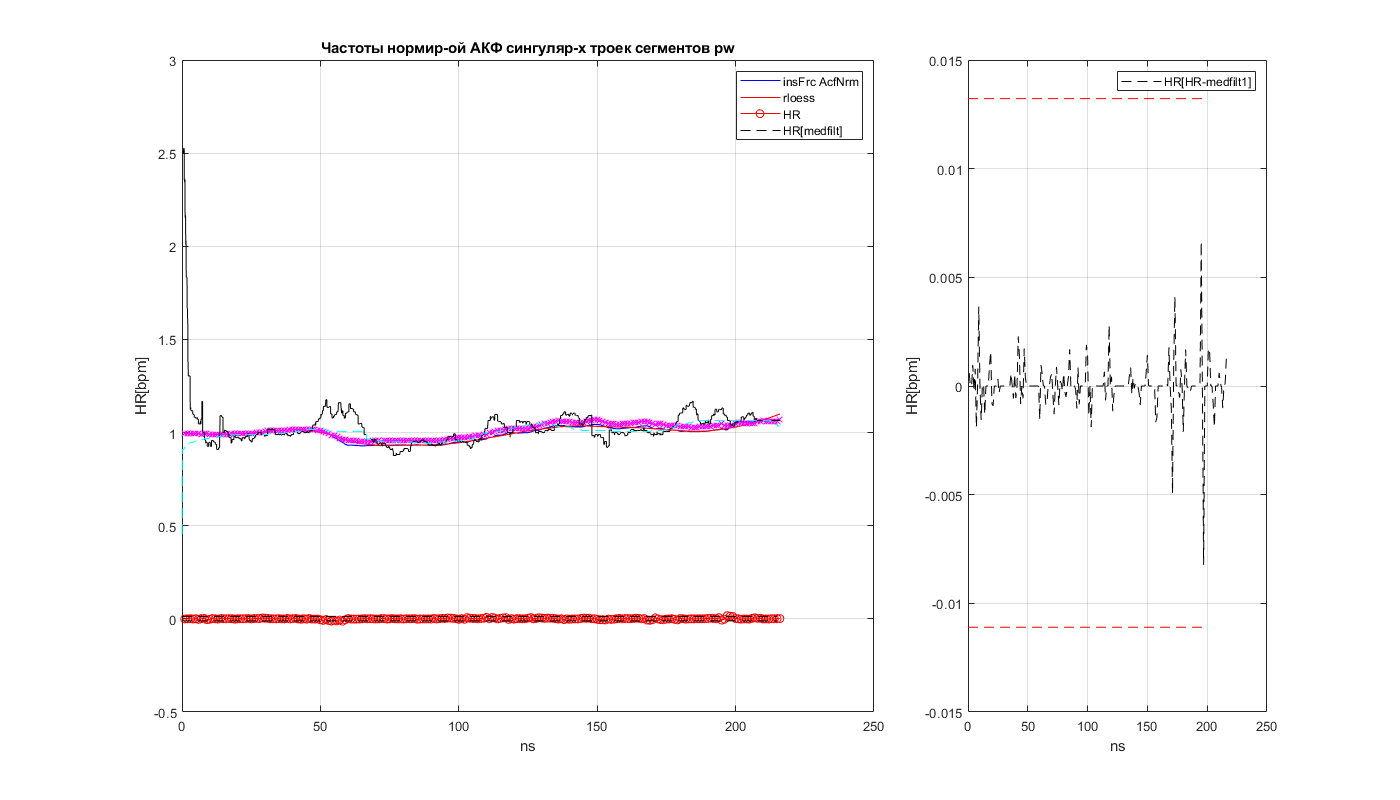 Частоты нормир-ой АКФ сингуляр-х троек сегментов pw
HR[bpm]
3
2.5
2
1.5
1
0.5
0
-0.5
0
50
100
150
200
250
ns
insFrc AcfNrm
rloess
HR
HR[medfilt]
HR[bpm]
0.015
0.01
0.005
0
-0.005
-0.01
-0.015
0
50
100
150
200
250
ns
HR[HR-medfilt1]